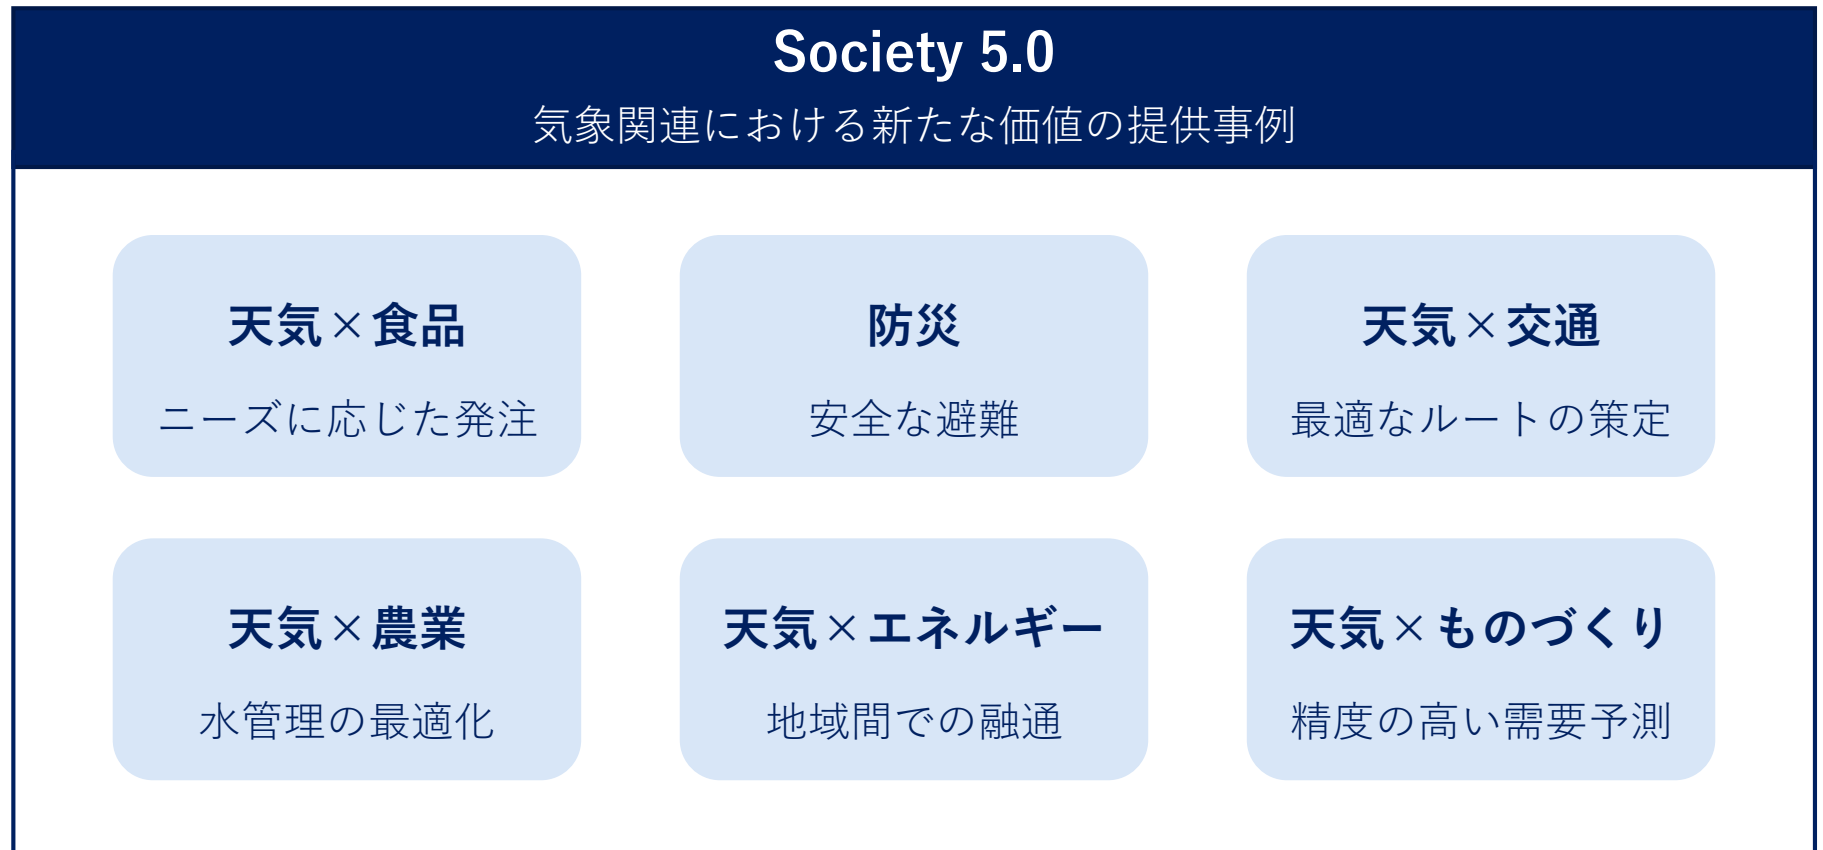 Society 5.0
気象関連における新たな価値の提供事例
天気×食品
ニーズに応じた発注
防災
安全な避難
天気×交通
最適なルートの策定
天気×農業
水管理の最適化
天気×エネルギー
地域間での融通
天気×ものづくり
精度の高い需要予測